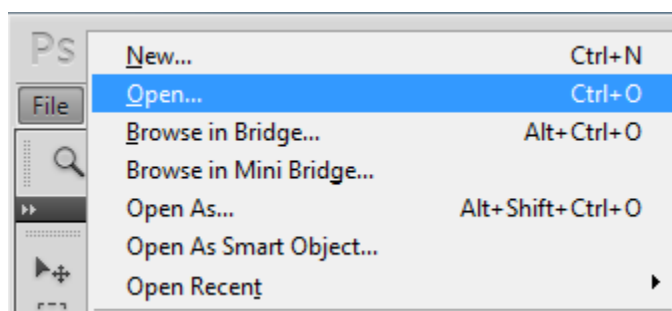 Ps
File
New... Ctrl+N
Open... Ctrl+O
Browse in Bridge... Alt+Ctrl+O
Browse in Mini Bridge...
Open As... Alt+Shift+Ctrl+O
Open As Smart Object...
Open Recent